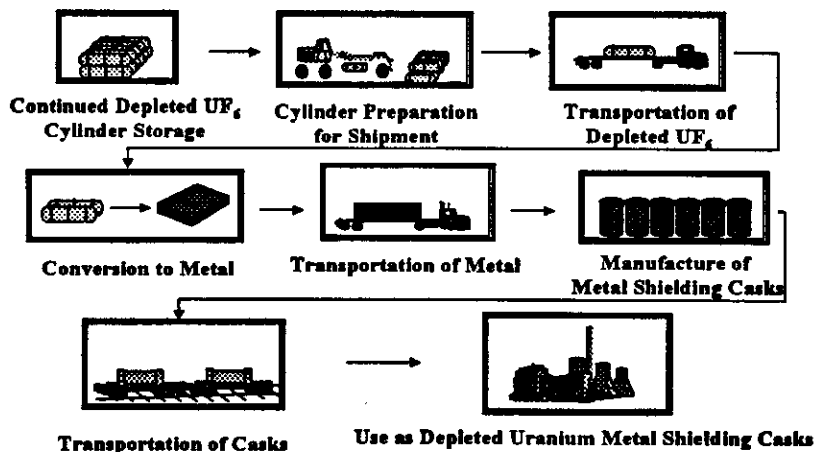 Continued Depleted UF₆
Cylinder Storage
Cylinder Preparation
for Shipment
Transportation of
Depleted UF₆
Conversion to Metal
Transportation of Metal
Manufacture of
Metal Shielding Casks
Transportation of Casks
Use as Depleted Uranium Metal Shielding Casks